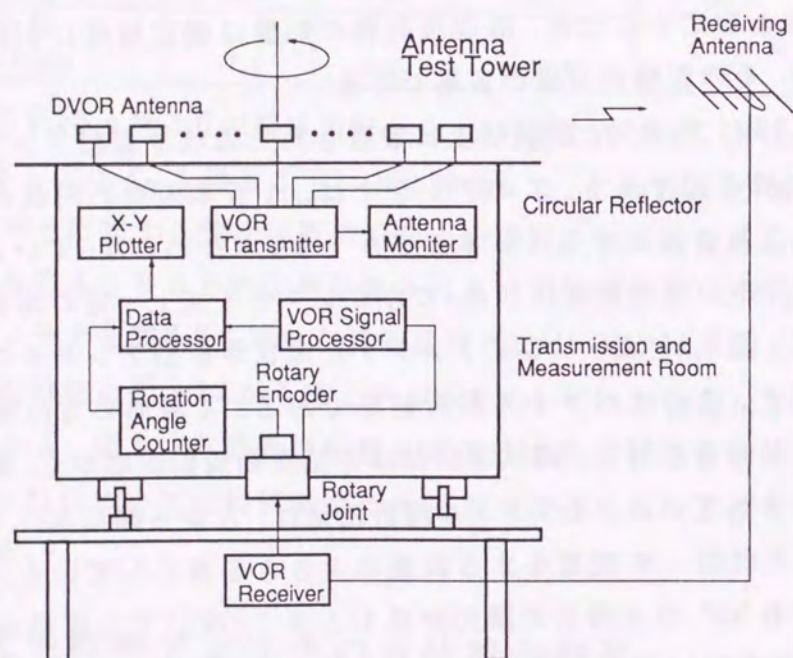 Receiving
Antenna
Antenna
Test Tower
DVOR Antenna
X-Y
Plotter
VOR
Transmitter
Antenna
Moniter
Circular Reflector
Data
Processor
VOR Signal
Processor
Transmission and
Measurement Room
Rotation
Angle
Counter
Rotary
Encoder
Rotary
Joint
VOR
Receiver